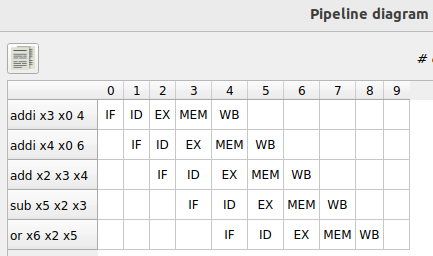 Pipeline diagram
#
0 1 2 3 4 5 6 7 8 9
addi x3 x0 4 IF ID EX MEM WB
addi x4 x0 6 IF ID EX MEM WB
add x2 x3 x4 IF ID EX MEM WB
sub x5 x2 x3 IF ID EX MEM WB
or x6 x2 x5 IF ID EX MEM WB